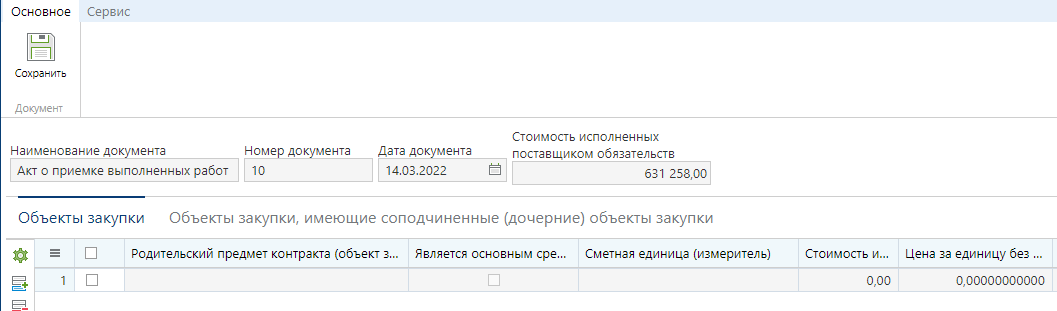 Основное Сервис
Сохранить
Документ
Стоимость исполненных
Наименование документа Номер документа Дата документа поставщиком обязательств
Акт о приемке выполненных работ 10 14.03.2022 631 258,00
Объекты закупки Объекты закупки, имеющие соподчиненные (дочерние) объекты закупки
Родительский предмет контракта (объект з... Является основным сре... Сметная единица (измеритель) Стоимость и... Цена за единицу без ...
1 0,00 0,00000000000